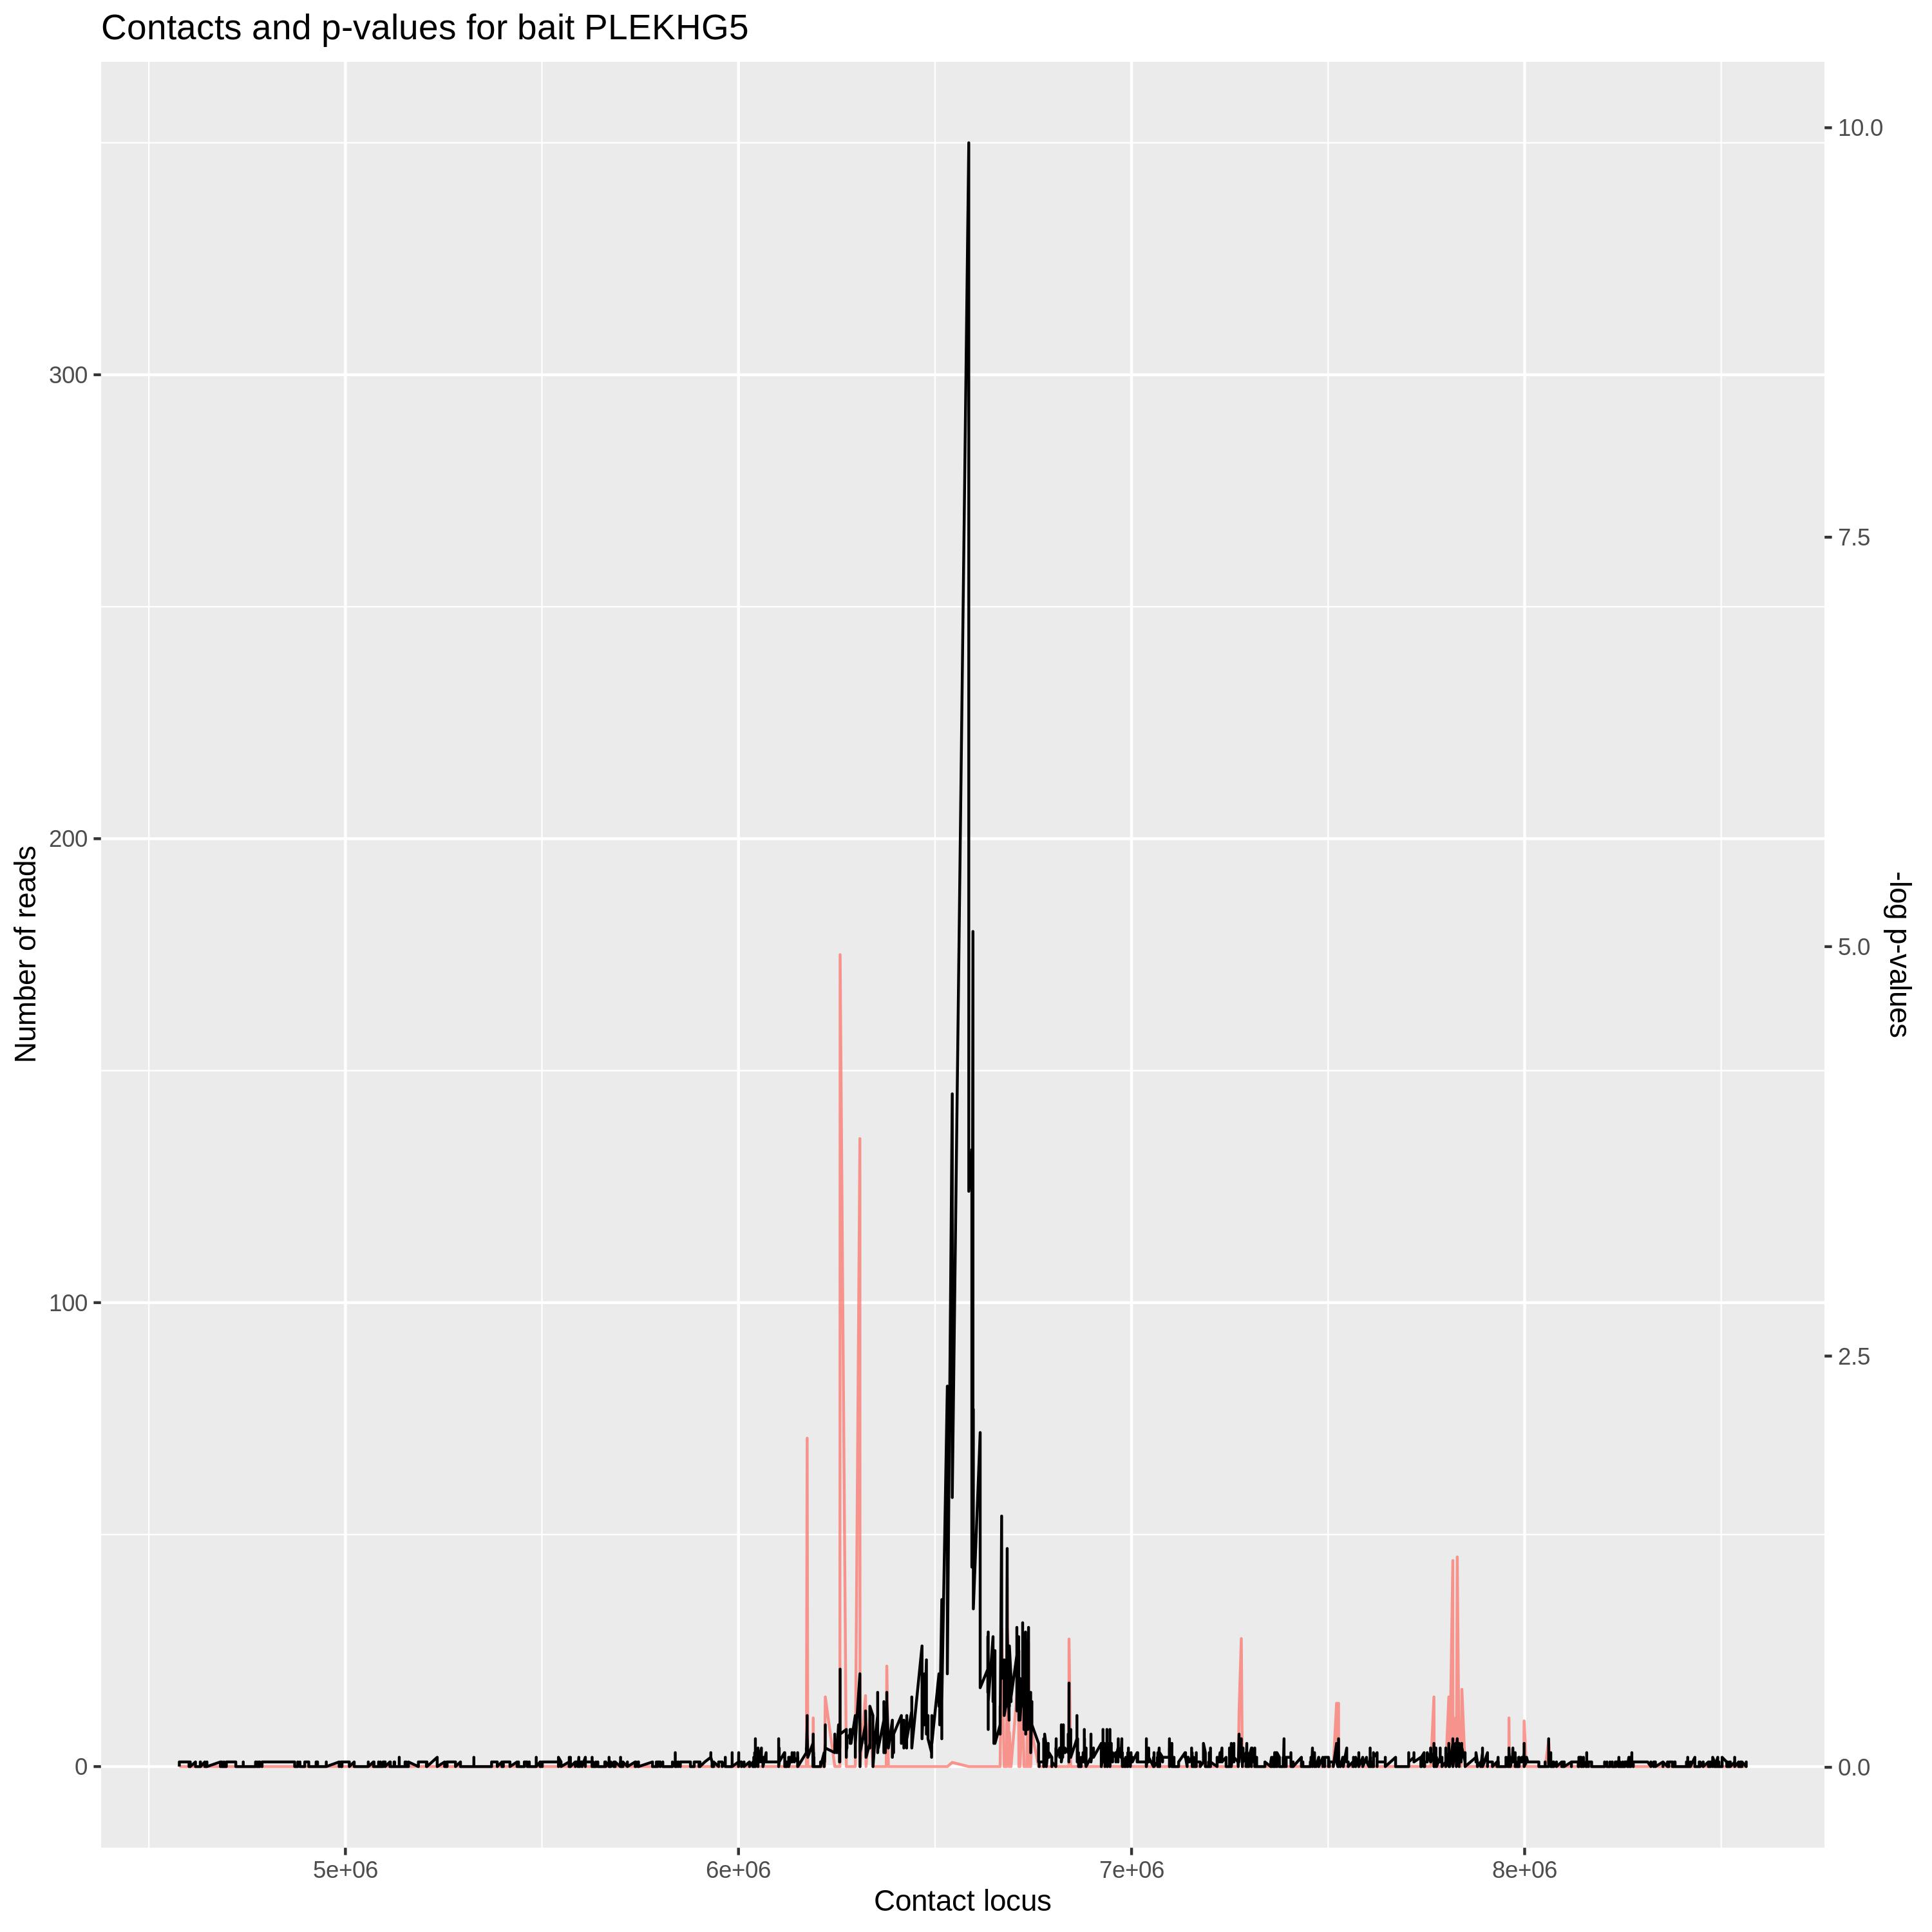 Contacts and p-values for bait PLEKHG5
300
200
100
0
Number of reads
10.0
7.5
5.0
2.5
0.0
-log p-values
5e+06
6e+06
7e+06
8e+06
Contact locus